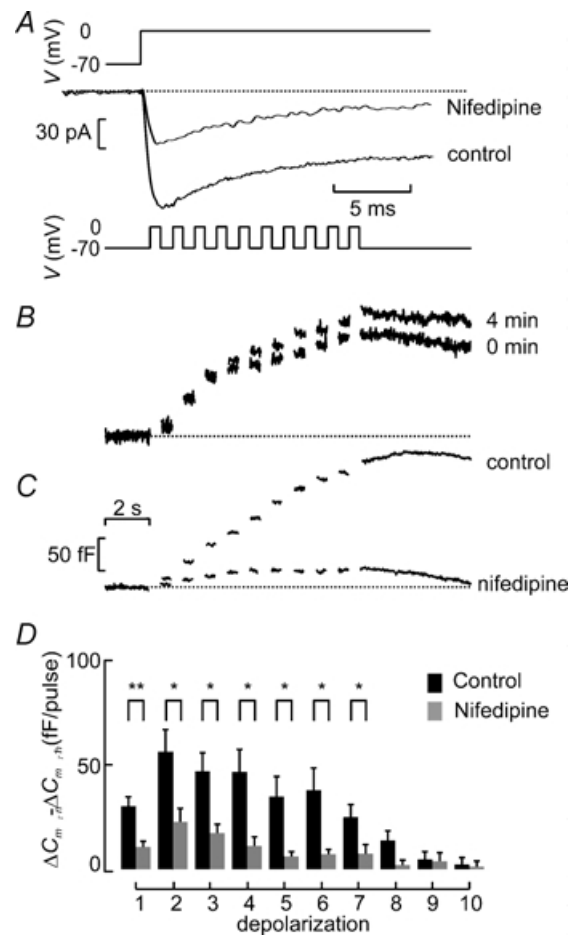 A
V (mV)
0
-70
30 pA
Nifedipine
control
5 ms
V (mV)
0
-70
B
4 min
0 min
control
C
2 s
50 fF
nifedipine
D
100
** * * * * * *
Control
Nifedipine
50
0
1 2 3 4 5 6 7 8 9 10
depolarization